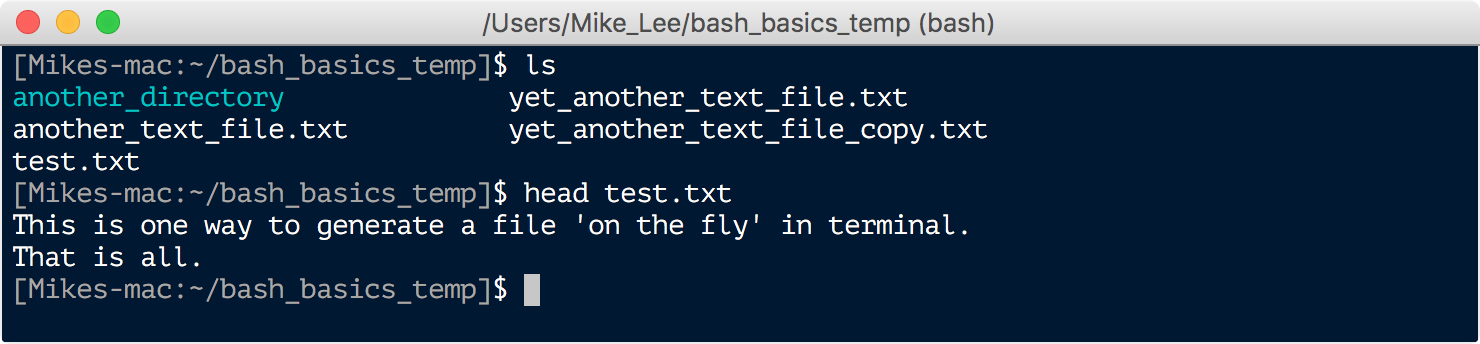 /Users/Mike_Lee/bash_basics_temp (bash)
[Mikes-mac:~/bash_basics_temp]$ ls
another_directory              yet_another_text_file.txt
another_text_file.txt          yet_another_text_file_copy.txt
test.txt
[Mikes-mac:~/bash_basics_temp]$ head test.txt
This is one way to generate a file 'on the fly' in terminal.
That is all.
[Mikes-mac:~/bash_basics_temp]$